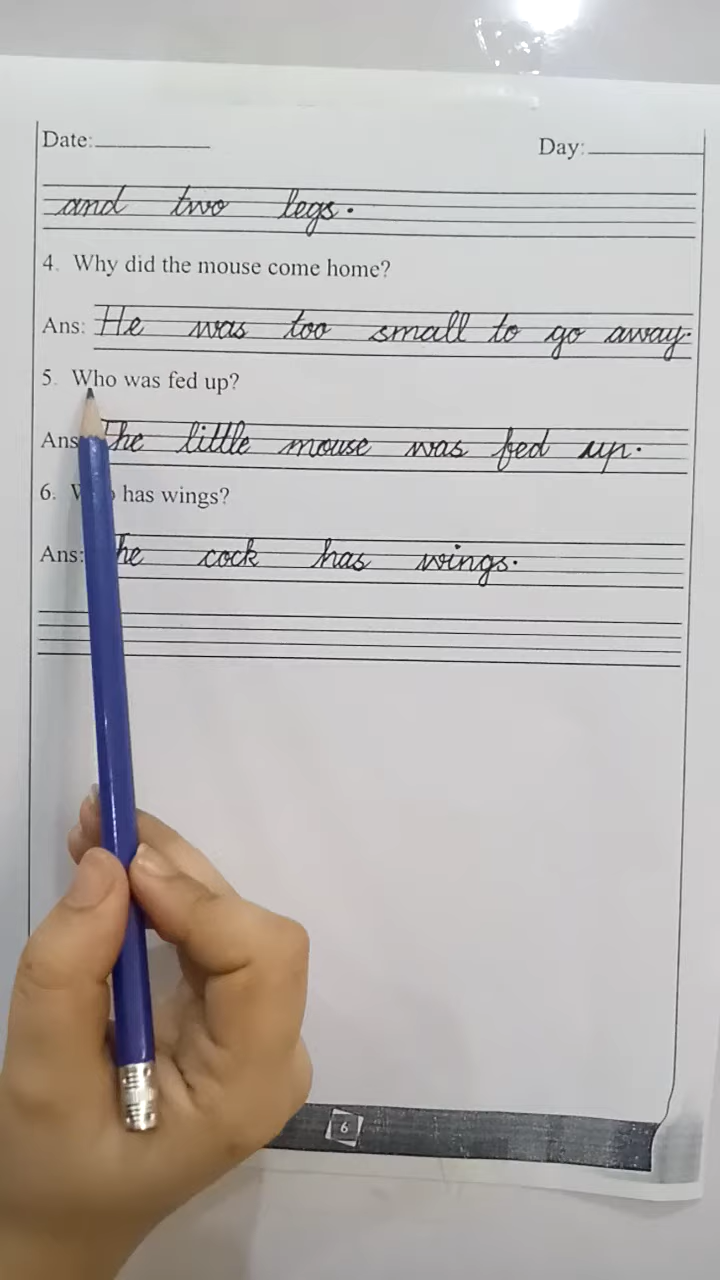 Date: Day:
and two legs.
4. Why did the mouse come home?
Ans: He was too small to go away.
5. Who was fed up?
Ans The little mouse was fed up.
6. has wings?
Ans: he cock has wings.
6